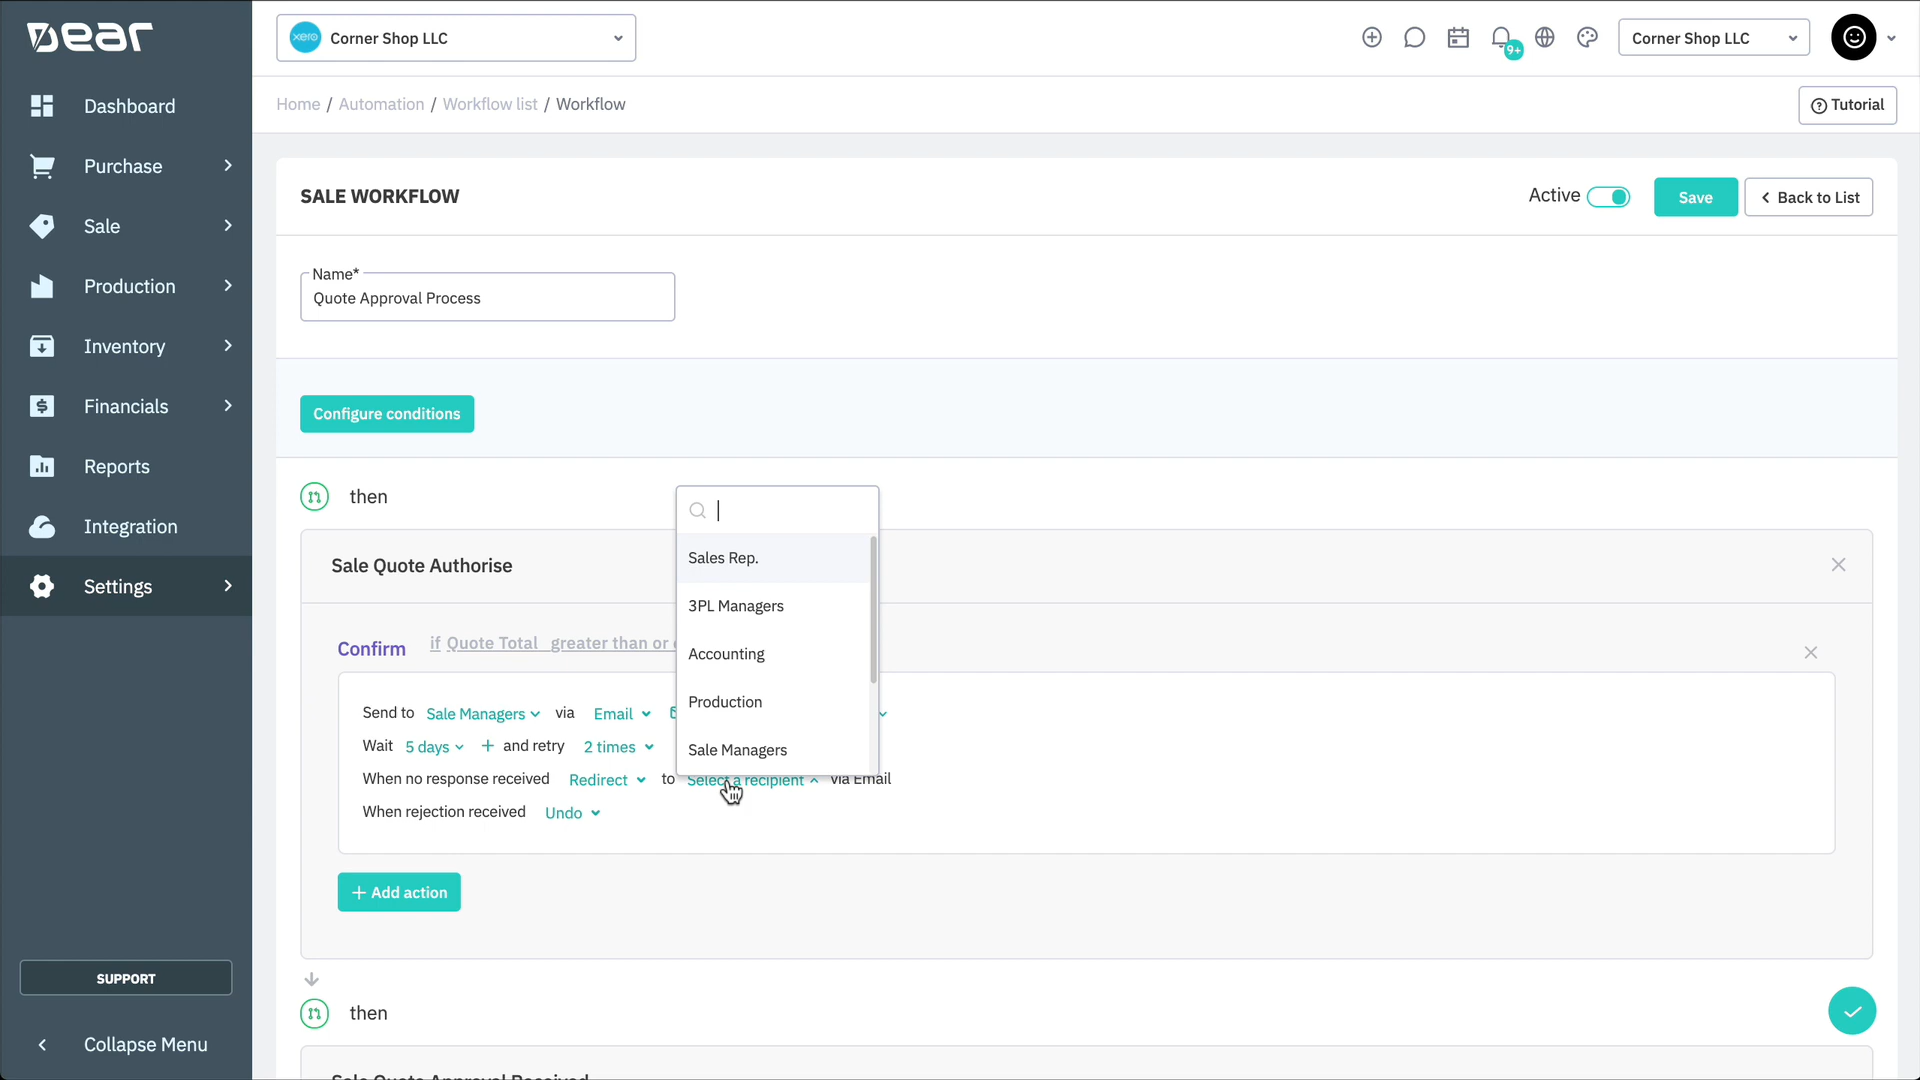 Dear
xero Corner Shop LLC
9+
Corner Shop LLC
Home / Automation / Workflow list / Workflow
Tutorial
Dashboard
Purchase
Sale
Production
Inventory
Financials
Reports
Integration
Settings
SUPPORT
Collapse Menu
SALE WORKFLOW
Active
Save
Back to List
Name*
Quote Approval Process
Configure conditions
then
Sale Quote Authorise
Confirm if Quote Total greater than or
Send to Sale Managers via Email
Wait 5 days + and retry 2 times
When no response received Redirect to Select a recipient via Email
When rejection received Undo
Sales Rep.
3PL Managers
Accounting
Production
Sale Managers
+ Add action
then
Sale Quote Approval Received